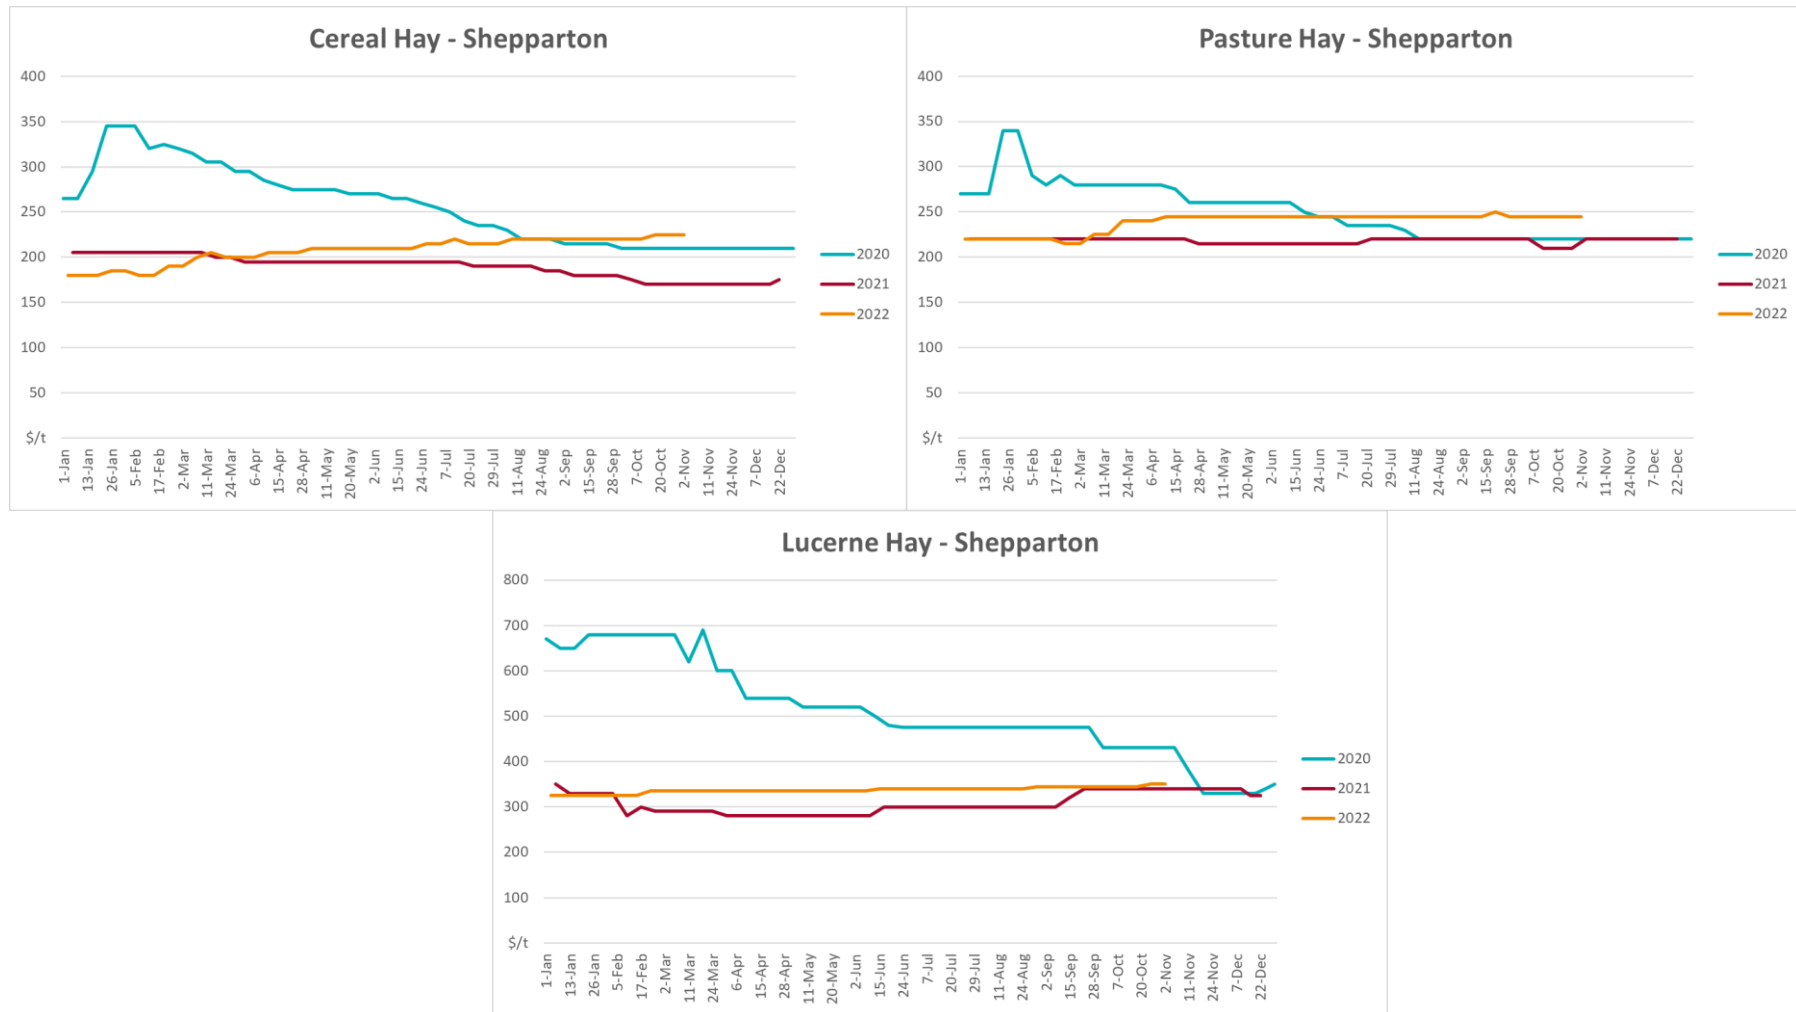 Cereal Hay - Shepparton
400
350
300
250
200
150
100
50
$/t
1-Jan
13-Jan
26-Jan
5-Feb
17-Feb
2-Mar
11-Mar
24-Mar
6-Apr
15-Apr
28-Apr
11-May
20-May
2-Jun
15-Jun
24-Jun
7-Jul
20-Jul
29-Jul
11-Aug
24-Aug
2-Sep
15-Sep
28-Sep
7-Oct
20-Oct
2-Nov
11-Nov
24-Nov
7-Dec
22-Dec
2020
2021
2022
Pasture Hay - Shepparton
400
350
300
250
200
150
100
50
$/t
1-Jan
13-Jan
26-Jan
5-Feb
17-Feb
2-Mar
11-Mar
24-Mar
6-Apr
15-Apr
28-Apr
11-May
20-May
2-Jun
15-Jun
24-Jun
7-Jul
20-Jul
29-Jul
11-Aug
24-Aug
2-Sep
15-Sep
28-Sep
7-Oct
20-Oct
2-Nov
11-Nov
24-Nov
7-Dec
22-Dec
2020
2021
2022
Lucerne Hay - Shepparton
800
700
600
500
400
300
200
100
$/t
1-Jan
13-Jan
26-Jan
5-Feb
17-Feb
2-Mar
11-Mar
24-Mar
6-Apr
15-Apr
28-Apr
11-May
20-May
2-Jun
15-Jun
24-Jun
7-Jul
20-Jul
29-Jul
11-Aug
24-Aug
2-Sep
15-Sep
28-Sep
7-Oct
20-Oct
2-Nov
11-Nov
24-Nov
7-Dec
22-Dec
2020
2021
2022